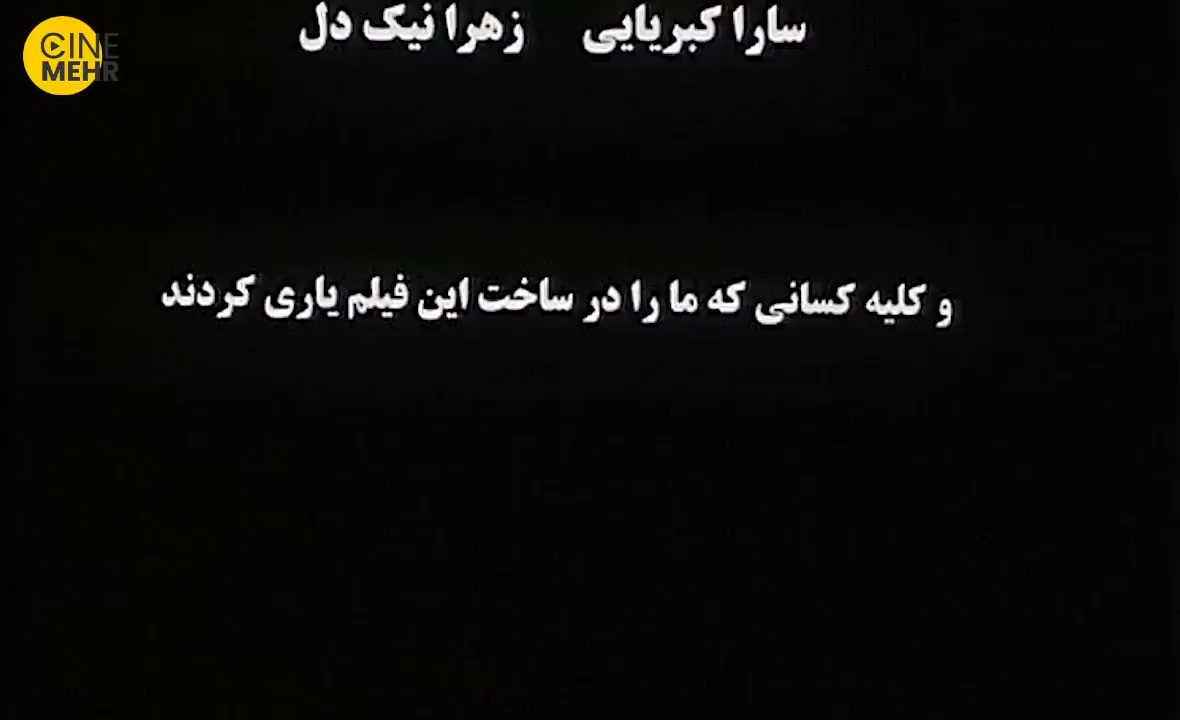 سارا کبریایی زهرا نیک دل
CINE
MEHR
و کلیه کسانی که ما را در ساخت این فیلم یاری کردند